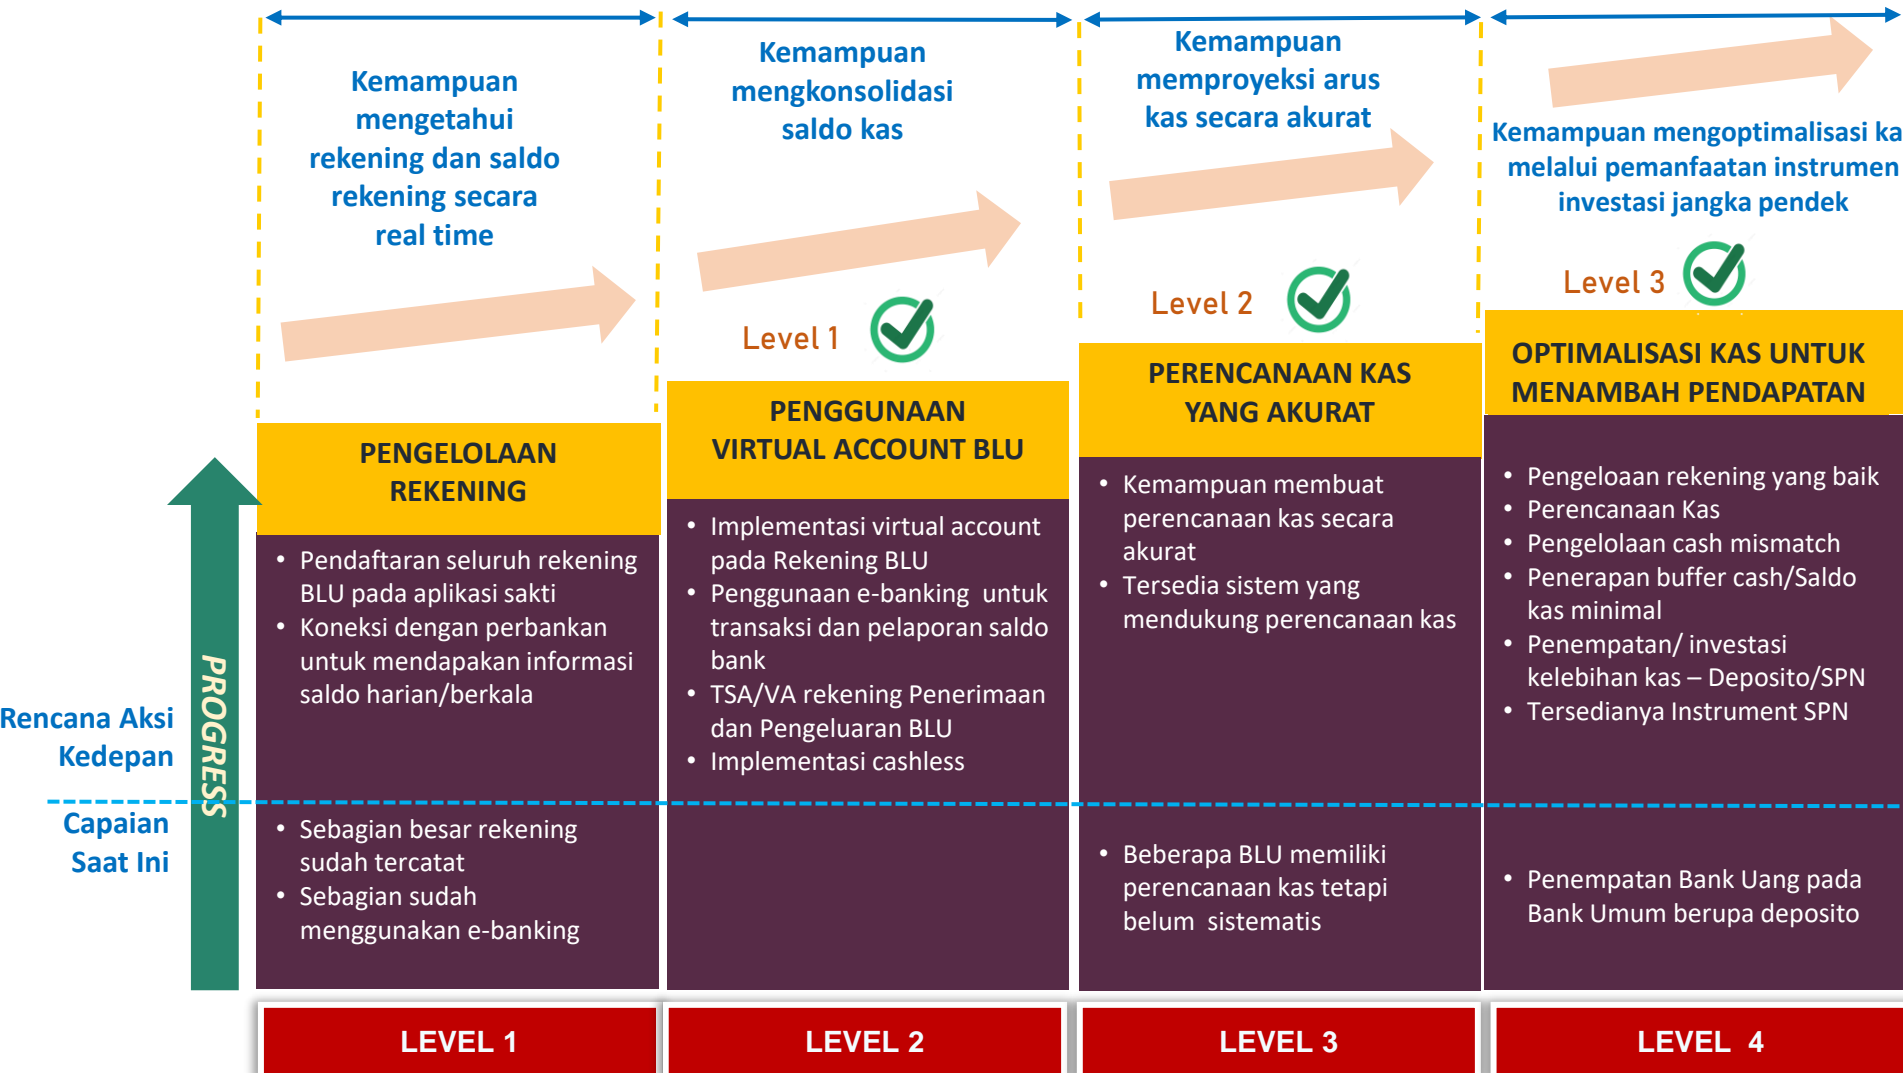 Kemampuan
mengetahui
rekening dan saldo
rekening secara
real time
Kemampuan
mengkonsolidasi
saldo kas
Kemampuan
memproyeksi arus
kas secara akurat
Kemampuan mengoptimalisasi ka
melalui pemanfaatan instrumen
investasi jangka pendek
Level 1
Level 2
Level 3
PENGELOLAAN
REKENING
• Pendaftaran seluruh rekening
BLU pada aplikasi sakti
• Koneksi dengan perbankan
untuk mendapakan informasi
saldo harian/berkala
• Sebagian besar rekening
sudah tercatat
• Sebagian sudah
menggunakan e-banking
LEVEL 1
PENGGUNAAN
VIRTUAL ACCOUNT BLU
• Implementasi virtual account
pada Rekening BLU
• Penggunaan e-banking untuk
transaksi dan pelaporan saldo
bank
• TSA/VA rekening Penerimaan
dan Pengeluaran BLU
• Implementasi cashless
LEVEL 2
PERENCANAAN KAS
YANG AKURAT
• Kemampuan membuat
perencanaan kas secara
akurat
• Tersedia sistem yang
mendukung perencanaan kas
• Beberapa BLU memiliki
perencanaan kas tetapi
belum sistematis
LEVEL 3
OPTIMALISASI KAS UNTUK
MENAMBAH PENDAPATAN
• Pengeloaan rekening yang baik
• Perencanaan Kas
• Pengelolaan cash mismatch
• Penerapan buffer cash/Saldo
kas minimal
• Penempatan/ investasi
kelebihan kas – Deposito/SPN
• Tersedianya Instrument SPN
• Penempatan Bank Uang pada
Bank Umum berupa deposito
LEVEL 4
PROGRESS
Rencana Aksi
Kedepan
Capaian
Saat Ini